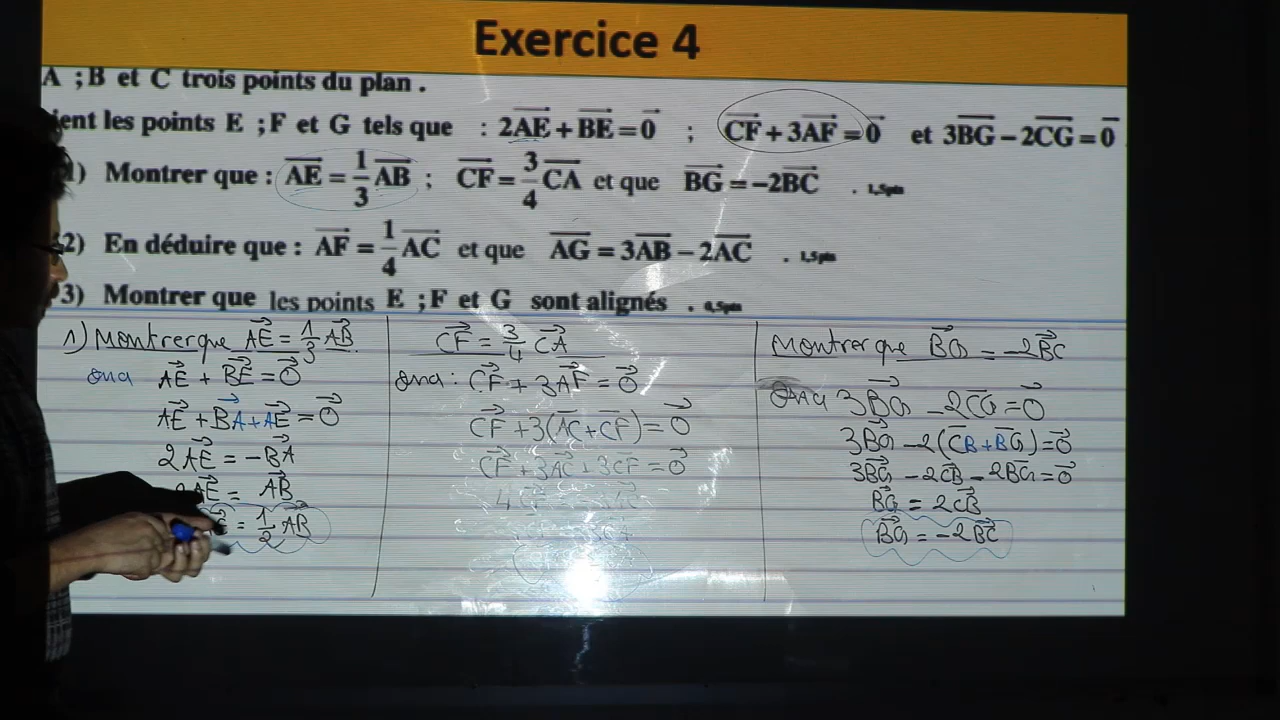 Exercice 4
A ; B et C trois points du plan .
ient les points E ; F et G tels que : 2AE + BE = 0 ; CF + 3AF = 0 et 3BG − 2CG = 0
1) Montrer que : AE = 1/3 AB ; CF = 3/4 CA et que BG = −2BC . 1,5pts
2) En déduire que : AF = 1/4 AC et que AG = 3AB − 2AC . 1,5pts
3) Montrer que les points E ; F et G sont alignés .
1) Montrer que AE = 1/3 AB
ona AE + BE = 0
AE + BA + AE = 0
2AE = −BA
AE = AB
= 1/2 AB
CF = 3/4 CA
ona : CF + 3AF = 0
CF + 3(AC + CF) = 0
CF + 3AC + 3CF = 0
Montrer que BG = −2BC
ona 3BG − 2CG = 0
3BG − 2(CB + BG) = 0
3BG − 2CB − 2BG = 0
BG = 2CB
BG = −2BC